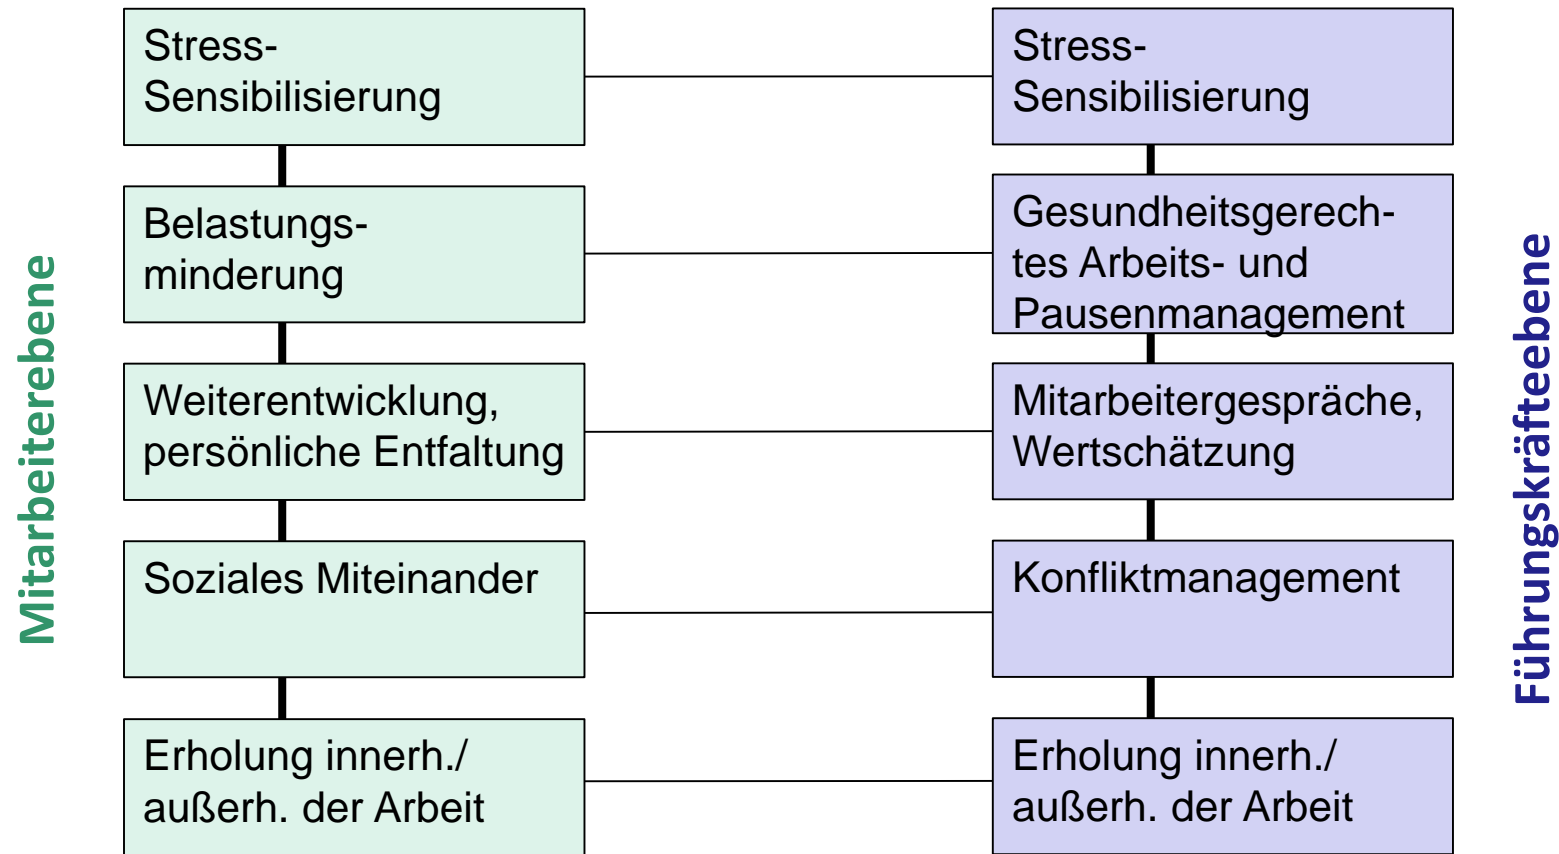 Mitarbeiterebene
Stress-
Sensibilisierung
Belastungs-
minderung
Weiterentwicklung,
persönliche Entfaltung
Soziales Miteinander
Erholung innerh./
außerh. der Arbeit
Stress-
Sensibilisierung
Gesundheitsgerech-
tes Arbeits- und
Pausenmanagement
Mitarbeitergespräche,
Wertschätzung
Konfliktmanagement
Erholung innerh./
außerh. der Arbeit
Führungskräfteebene